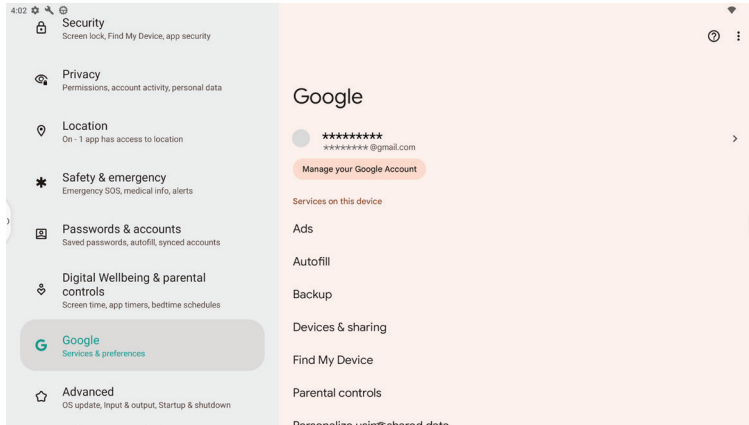 4:02
Security
Screen lock, Find My Device, app security
Privacy
Permissions, account activity, personal data
Location
On - 1 app has access to location
Safety & emergency
Emergency SOS, medical info, alerts
Passwords & accounts
Saved passwords, autofill, synced accounts
Digital Wellbeing & parental
controls
Screen time, app timers, bedtime schedules
Google
Services & preferences
Advanced
OS update, Input & output, Startup & shutdown
Google
*********
********@gmail.com
Manage your Google Account
Services on this device
Ads
Autofill
Backup
Devices & sharing
Find My Device
Parental controls
Personalize using shared data